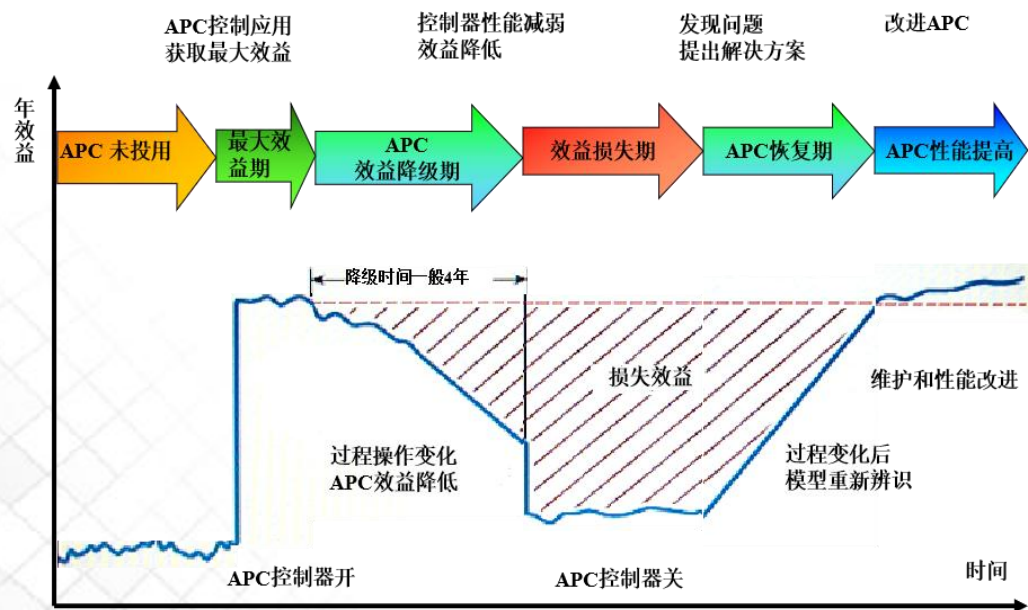 APC控制应用
获取最大效益
控制器性能减弱
效益降低
发现问题
提出解决方案
改进APC
年效益
APC 未投用
最大效
益期
APC
效益降级期
效益损失期
APC恢复期
APC性能提高
降级时间一般4年
损失效益
维护和性能改进
过程操作变化
APC效益降低
过程变化后
模型重新辨识
APC控制器开
APC控制器关
时间